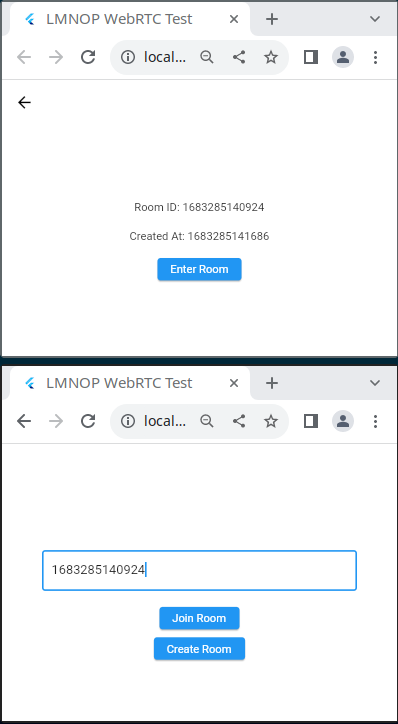 LMNOP WebRTC Test
local...
Room ID: 1683285140924
Created At: 1683285141686
Enter Room
LMNOP WebRTC Test
local...
1683285140924
Join Room
Create Room